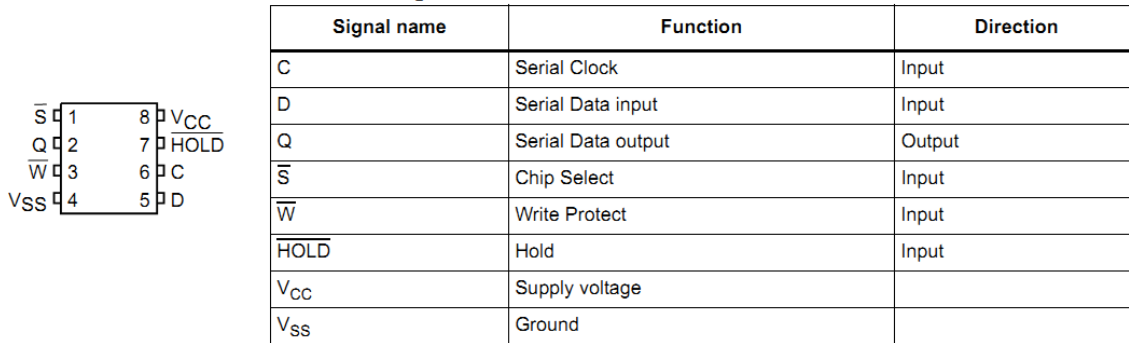 S̅ 1 8 VCC
Q 2 7 H̅O̅L̅D̅
W̅ 3 6 C
VSS 4 5 D
Signal name Function Direction
C Serial Clock Input
D Serial Data input Input
Q Serial Data output Output
S̅ Chip Select Input
W̅ Write Protect Input
H̅O̅L̅D̅ Hold Input
VCC Supply voltage
VSS Ground